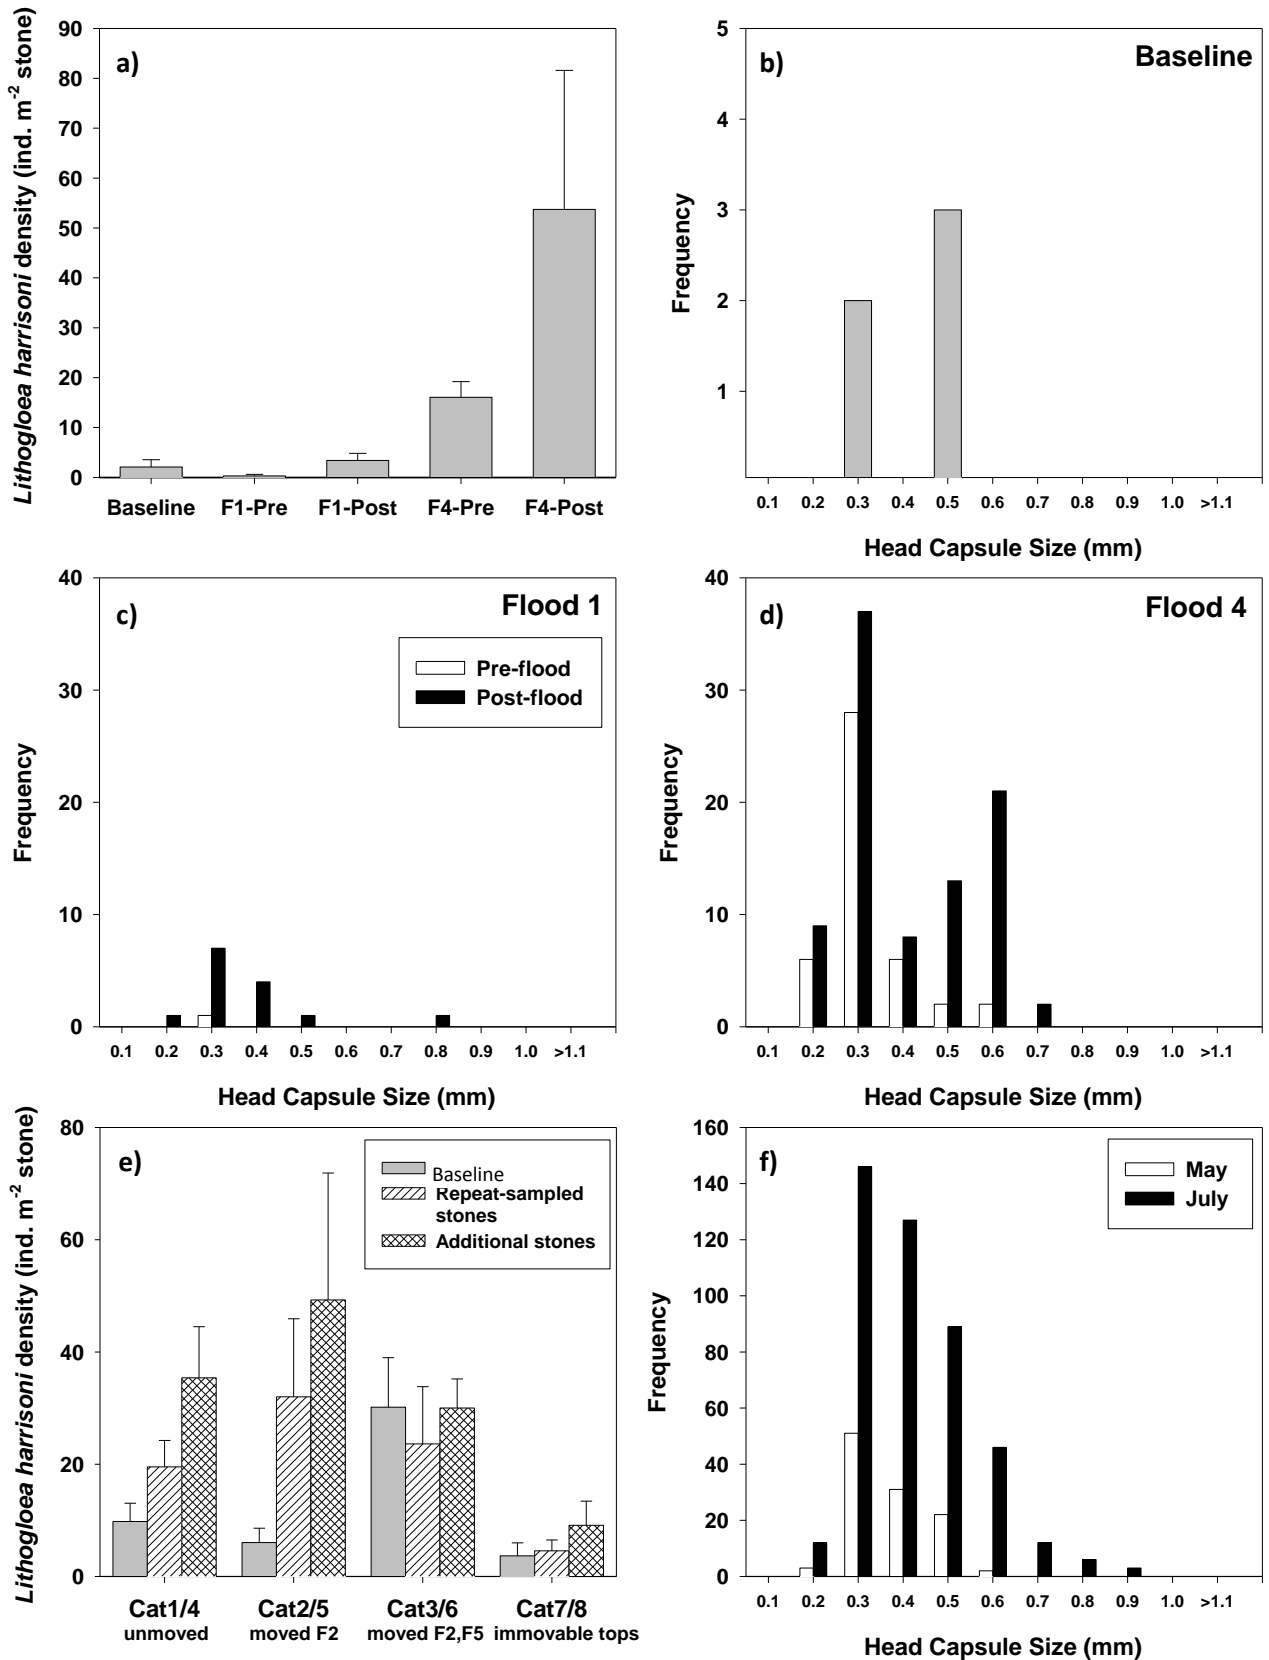 a)
Lithogloea harrisoni density (ind. m-2 stone)
90
80
70
60
50
40
30
20
10
0
Baseline F1-Pre F1-Post F4-Pre F4-Post
b)
Baseline
Frequency
5
4
3
2
1
0.1 0.2 0.3 0.4 0.5 0.6 0.7 0.8 0.9 1.0 >1.1
Head Capsule Size (mm)
c)
Flood 1
Pre-flood
Post-flood
Frequency
40
30
20
10
0
0.1 0.2 0.3 0.4 0.5 0.6 0.7 0.8 0.9 1.0 >1.1
Head Capsule Size (mm)
d)
Flood 4
Frequency
40
30
20
10
0
0.1 0.2 0.3 0.4 0.5 0.6 0.7 0.8 0.9 1.0 >1.1
Head Capsule Size (mm)
e)
Baseline
Repeat-sampled
stones
Additional stones
Lithogloea harrisoni density (ind. m-2 stone)
80
60
40
20
0
Cat1/4 Cat2/5 Cat3/6 Cat7/8
unmoved moved F2 moved F2,F5 immovable tops
f)
May
July
Frequency
160
140
120
100
80
60
40
20
0
0.1 0.2 0.3 0.4 0.5 0.6 0.7 0.8 0.9 1.0 >1.1
Head Capsule Size (mm)